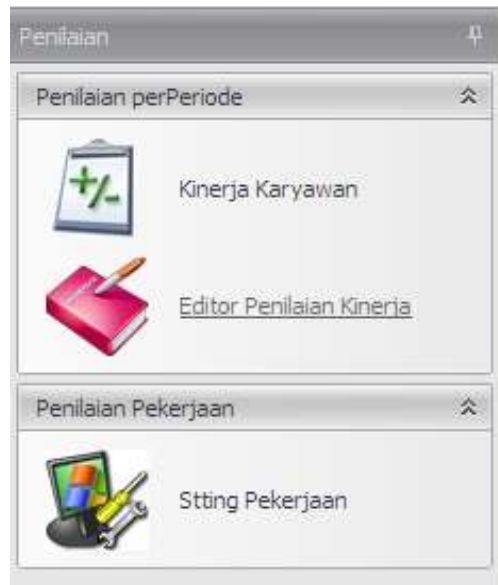 Penilaian
Penilaian perPeriode
+/-
Kinerja Karyawan
Editor Penilaian Kinerja
Penilaian Pekerjaan
Stting Pekerjaan